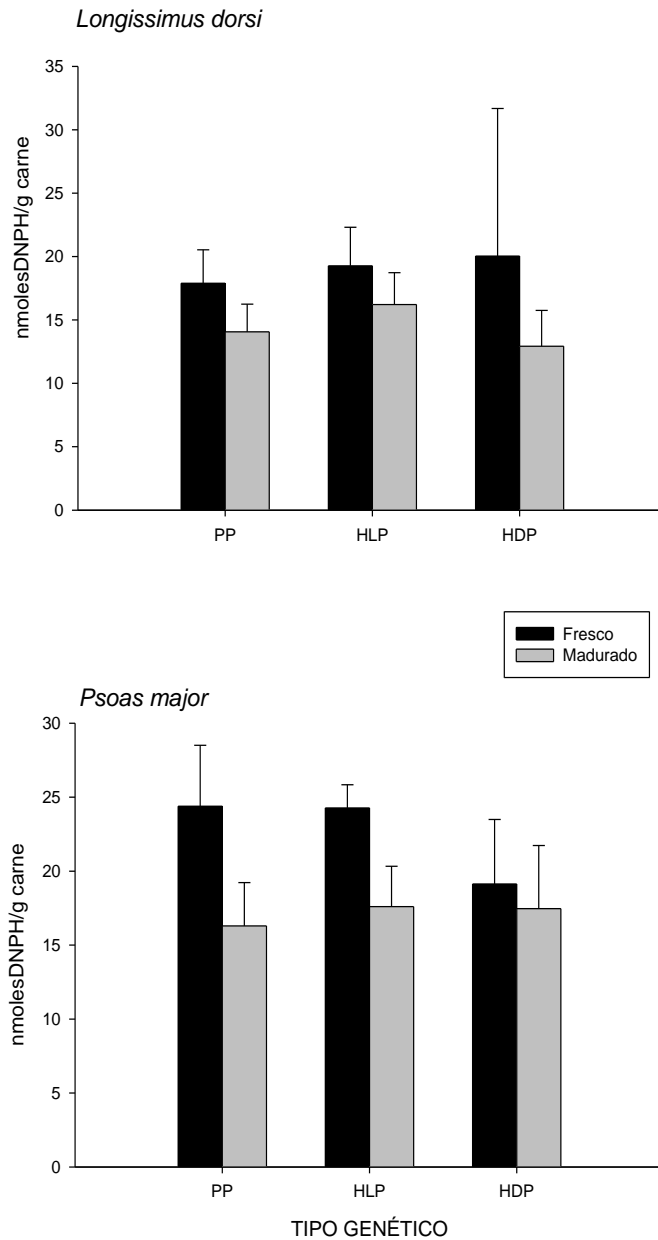 Longissimus dorsi
nmolesDNPH/g carne
35
30
25
20
15
10
5
0
PP HLP HDP
Fresco
Madurado
Psoas major
nmolesDNPH/g carne
30
25
20
15
10
5
0
PP HLP HDP
TIPO GENÉTICO